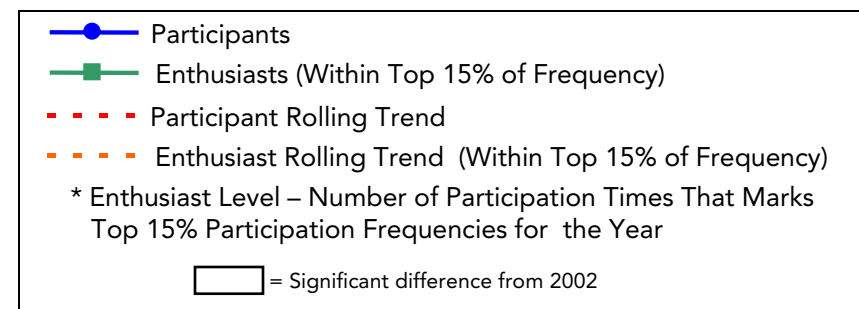 Participants
Enthusiasts (Within Top 15% of Frequency)
Participant Rolling Trend
Enthusiast Rolling Trend (Within Top 15% of Frequency)
* Enthusiast Level – Number of Participation Times That Marks
Top 15% Participation Frequencies for the Year
= Significant difference from 2002